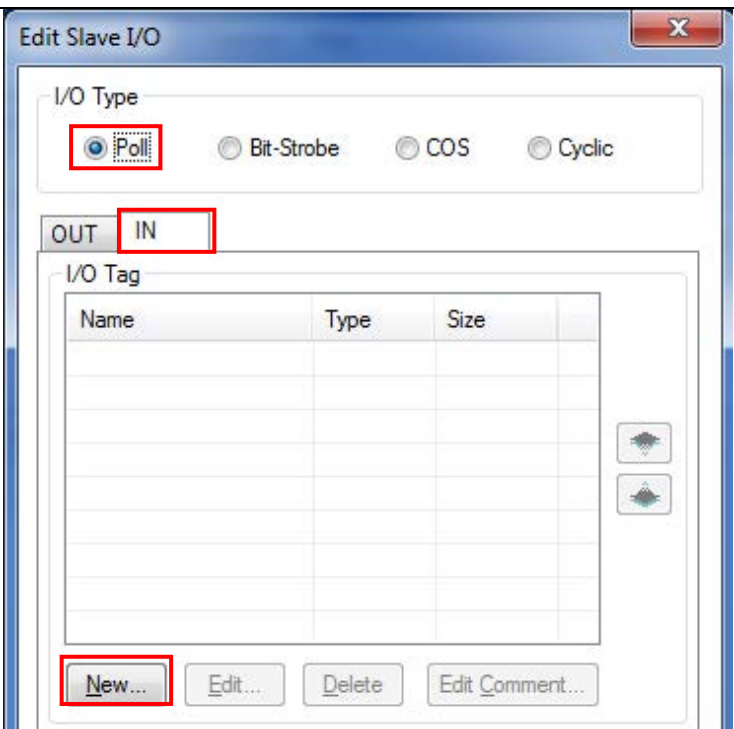 Edit Slave I/O
I/O Type
Poll Bit-Strobe COS Cyclic
OUT IN
I/O Tag
Name Type Size
New... Edit... Delete Edit Comment...